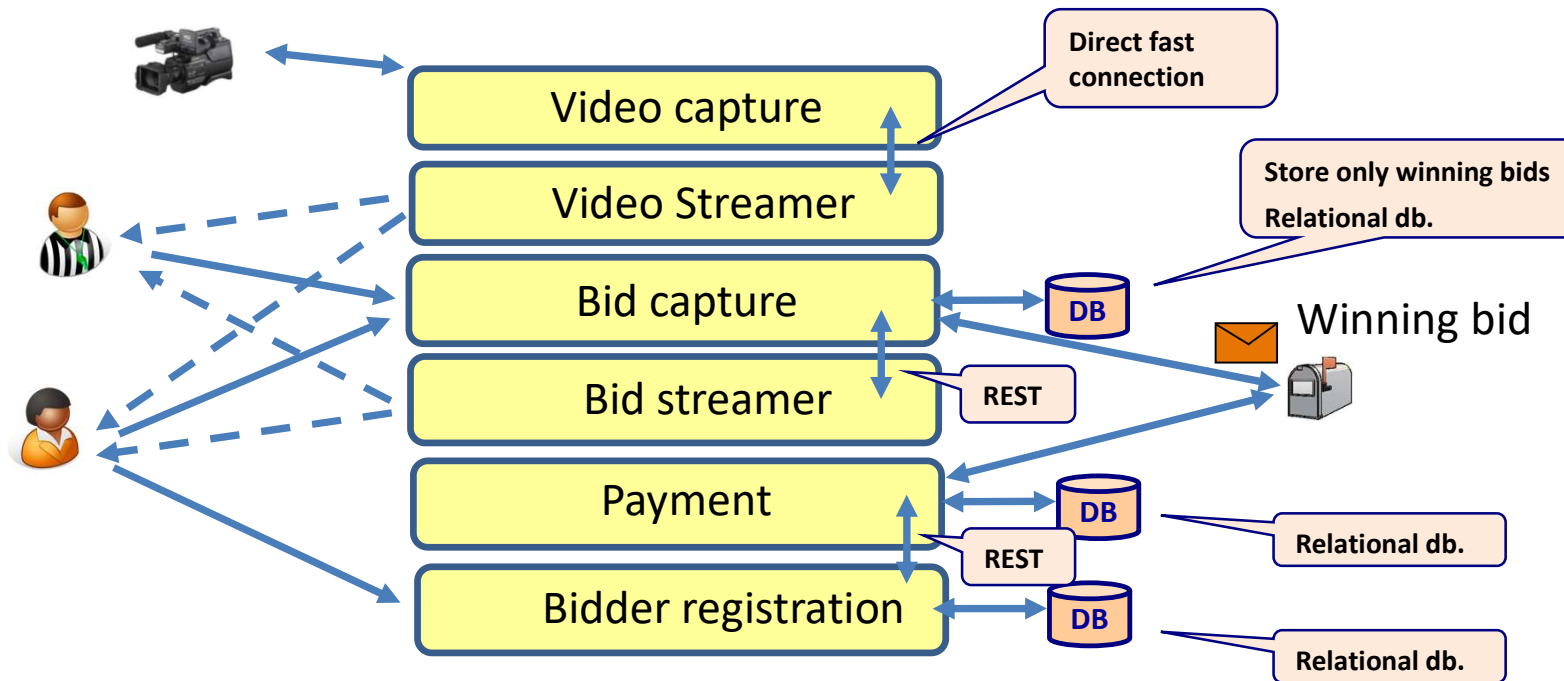 Direct fast
connection
Video capture
Video Streamer
Store only winning bids
Relational db.
Bid capture
DB
Winning bid
Bid streamer
REST
Payment
DB
Relational db.
REST
Bidder registration
DB
Relational db.